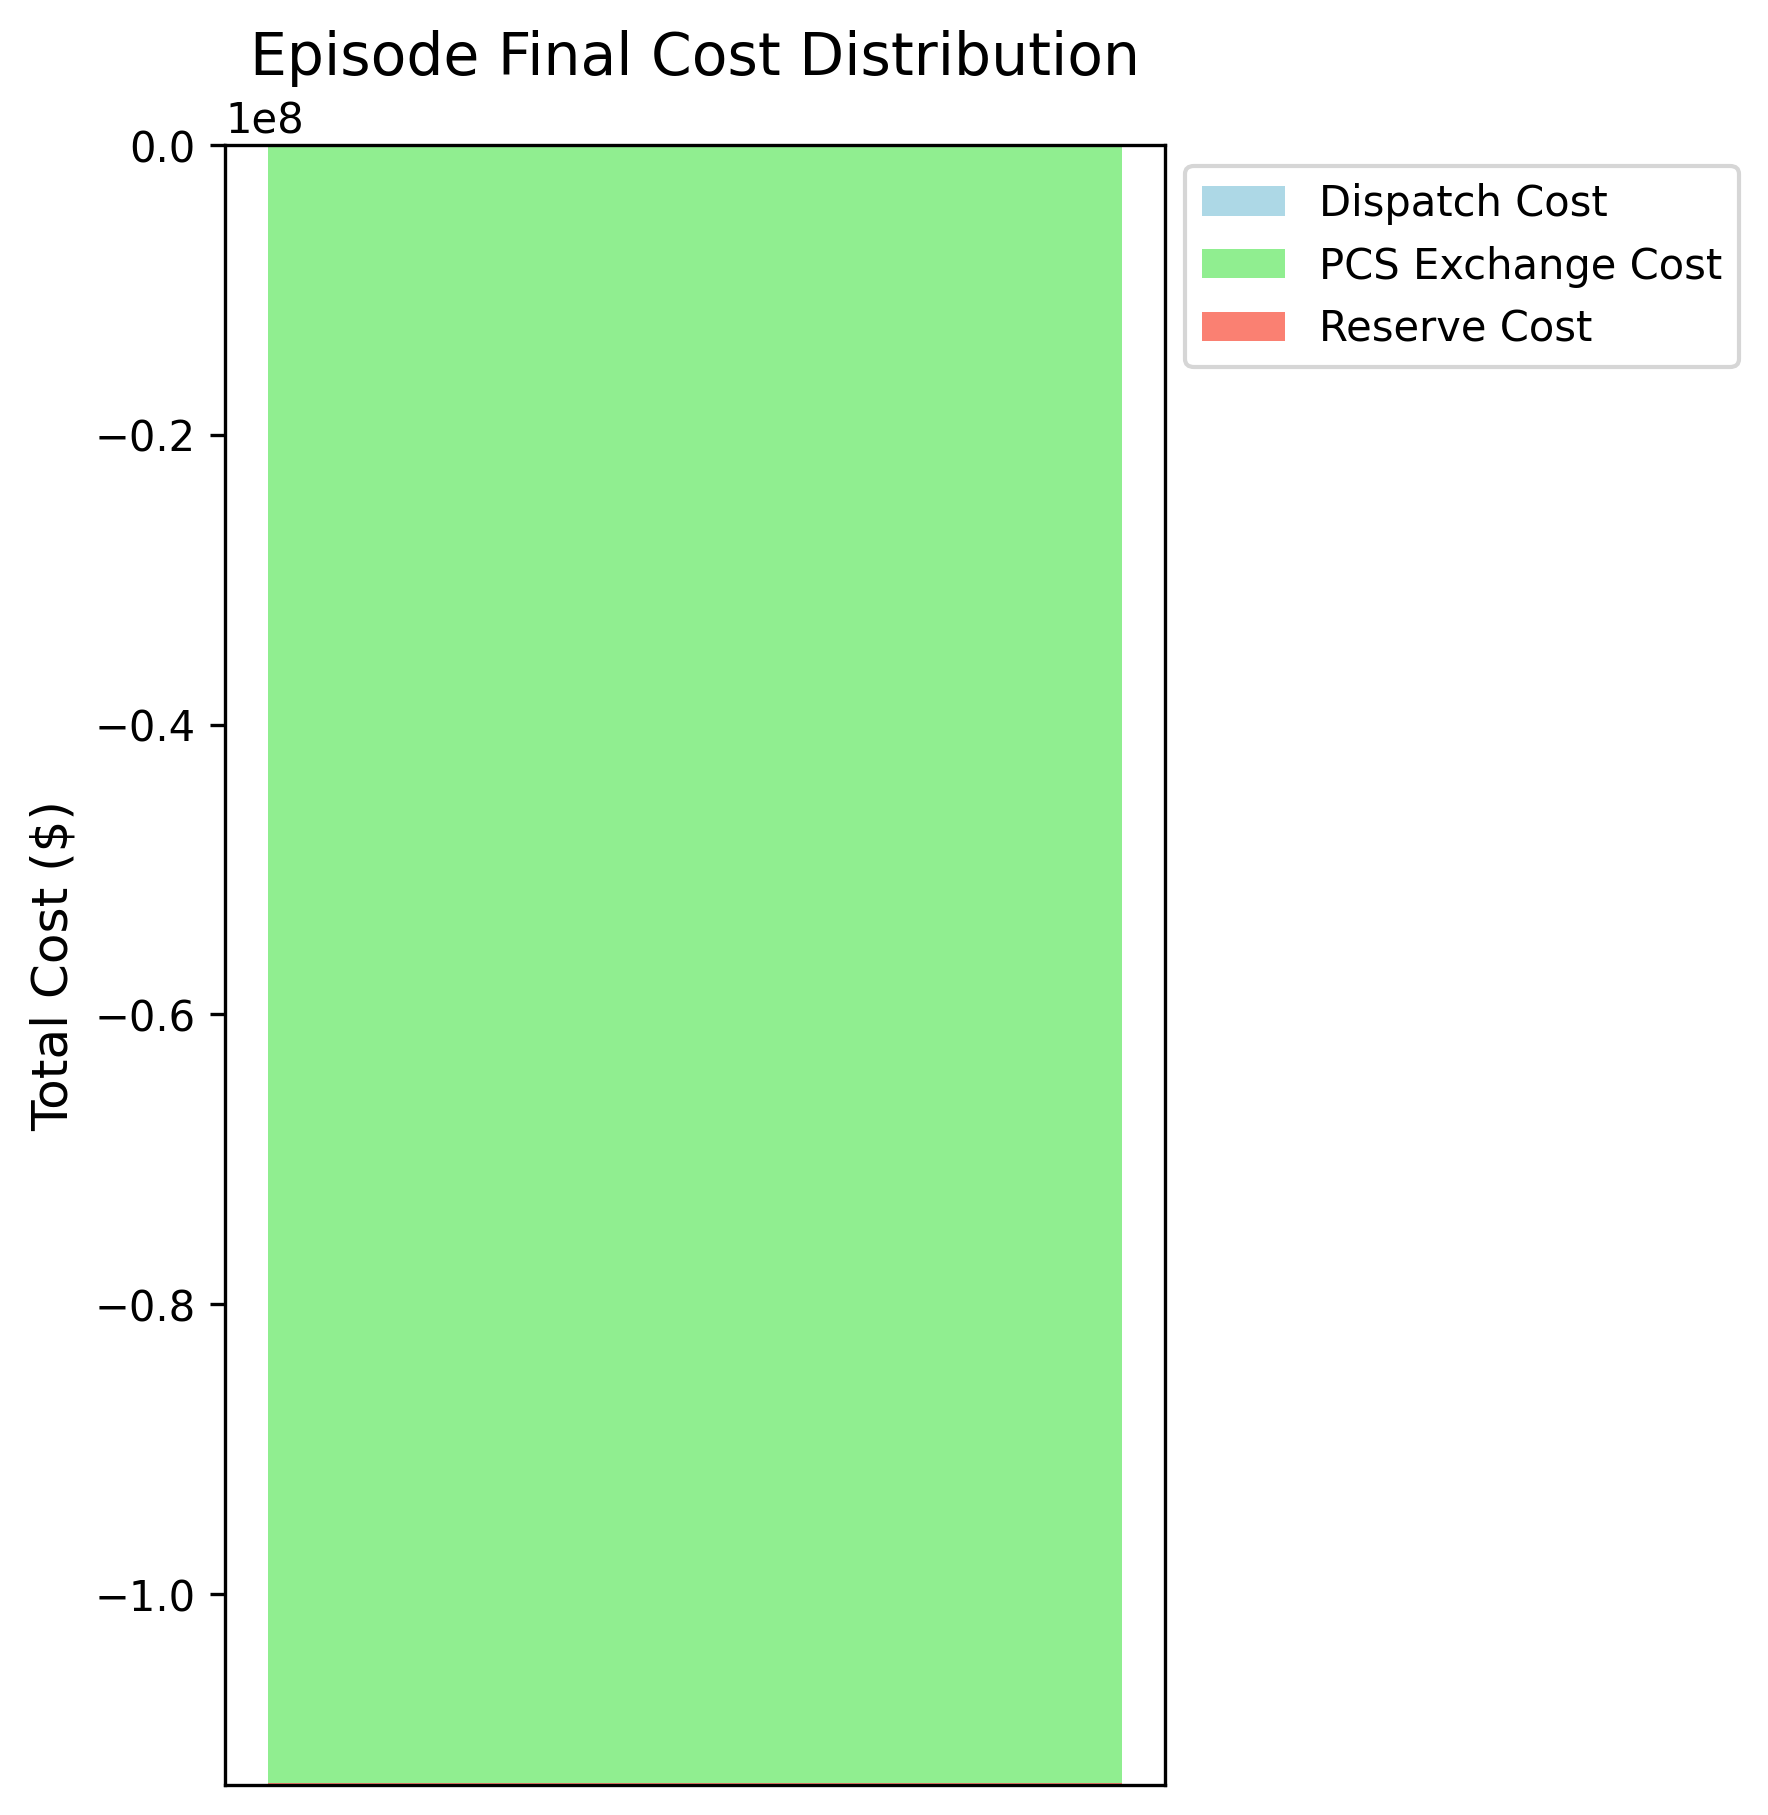 Episode Final Cost Distribution
1e8
0.0
−0.2
−0.4
−0.6
−0.8
−1.0
Total Cost ($)
Dispatch Cost
PCS Exchange Cost
Reserve Cost